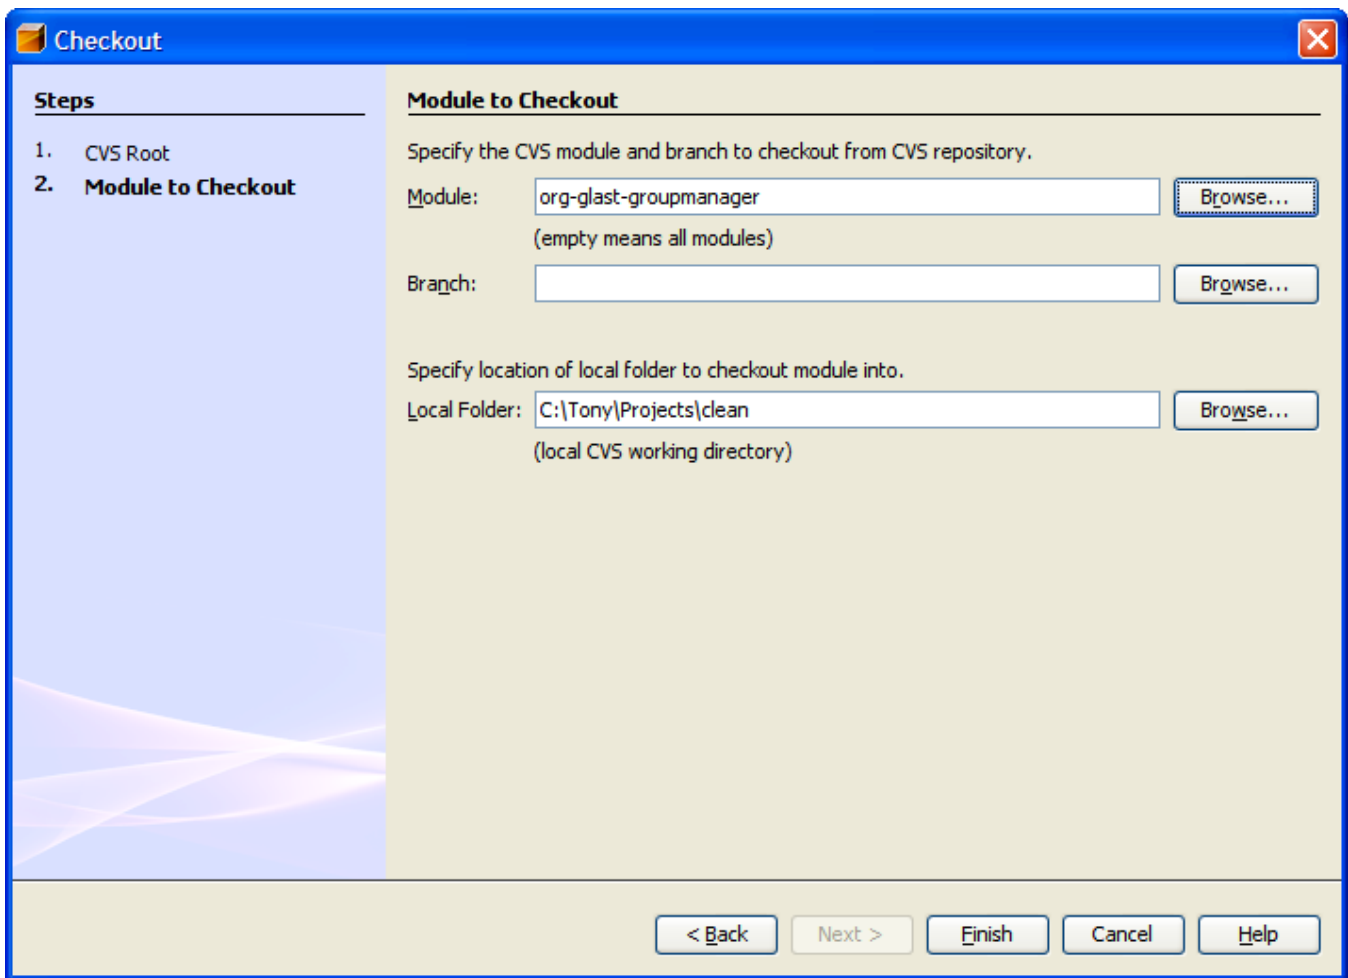 Checkout
Steps
1. CVS Root
2. Module to Checkout
Module to Checkout
Specify the CVS module and branch to checkout from CVS repository.
Module: org-glast-groupmanager Browse...
(empty means all modules)
Branch: Browse...
Specify location of local folder to checkout module into.
Local Folder: C:\Tony\Projects\clean Browse...
(local CVS working directory)
< Back Next > Finish Cancel Help